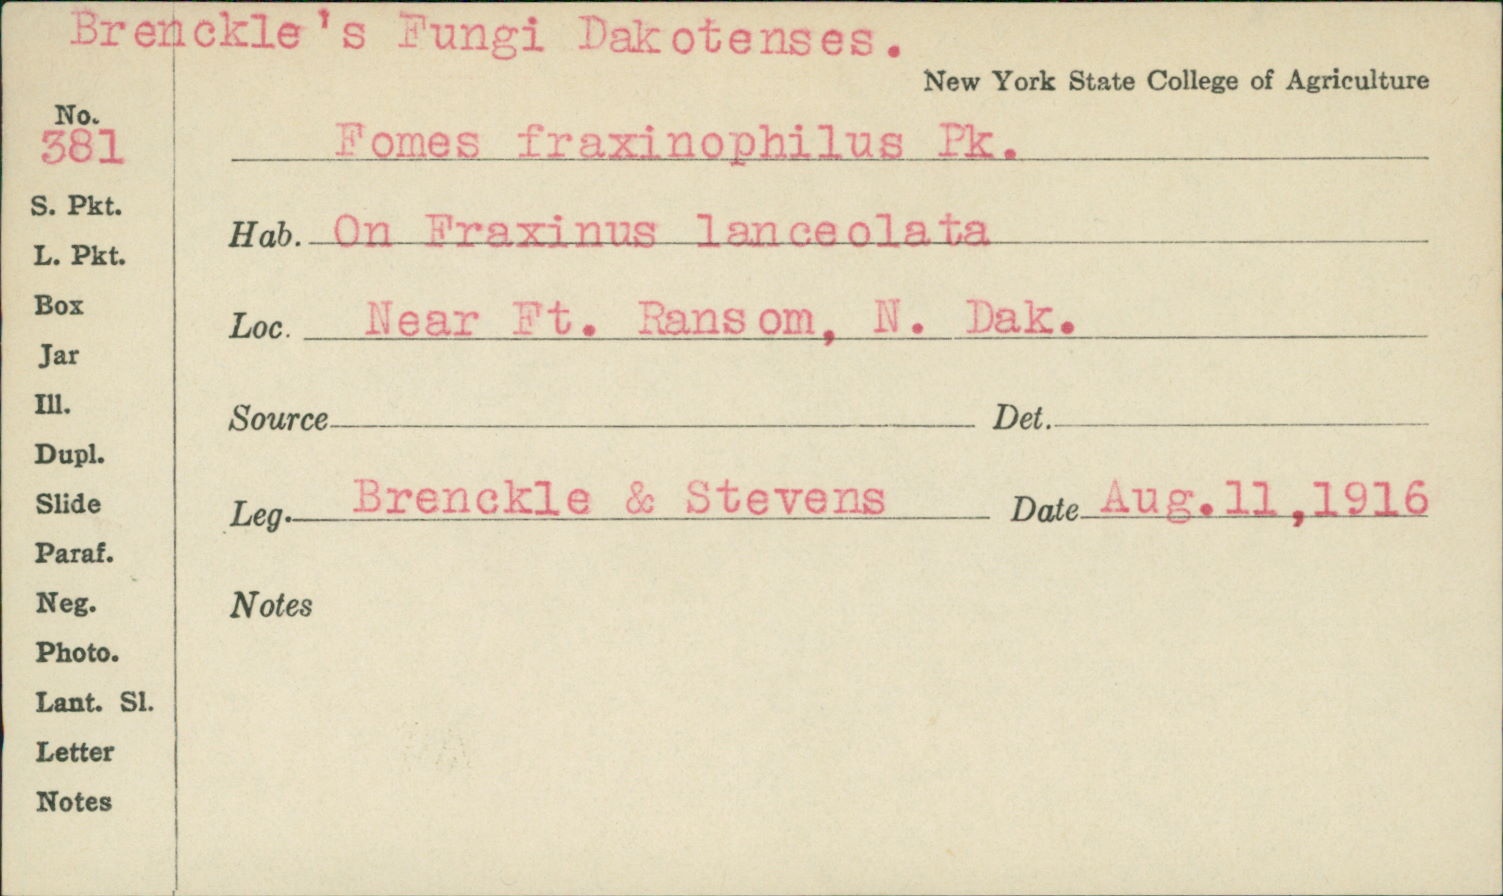 Brenckle's Fungi Dakotenses.
New York State College of Agriculture
No.
381
Fomes fraxinophilus Pk.
S. Pkt.
Hab. On Fraxinus lanceolata
L. Pkt.
Box
Loc. Near Ft. Ransom, N. Dak.
Jar
Ill.
Source Det.
Dupl.
Slide
Leg. Brenckle & Stevens Date Aug.11,1916
Paraf.
Neg.
Notes
Photo.
Lant. Sl.
Letter
Notes